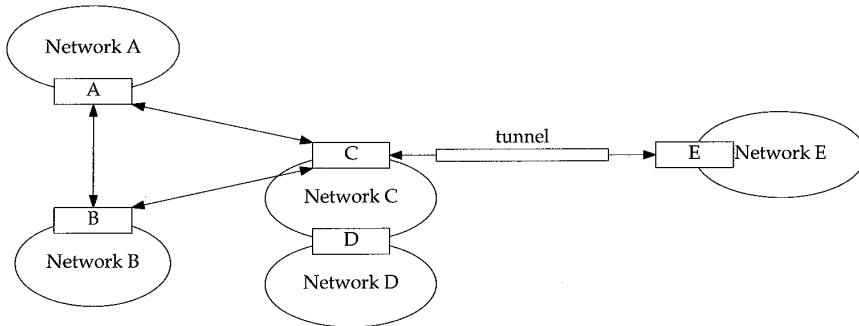 Network A
A
tunnel
C
E
Network E
Network C
B
D
Network B
Network D